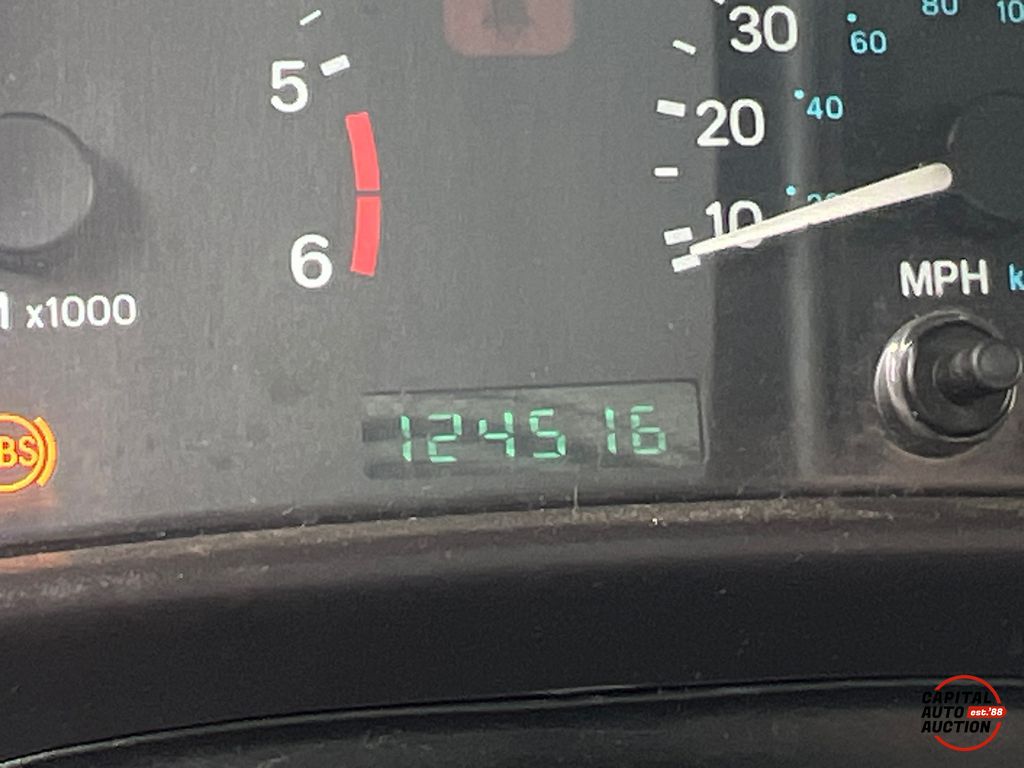 5
6
x1000
30
20
10
80
10
60
40
MPH
k
BS
124516
CAPITAL
AUTO est.'88
AUCTION